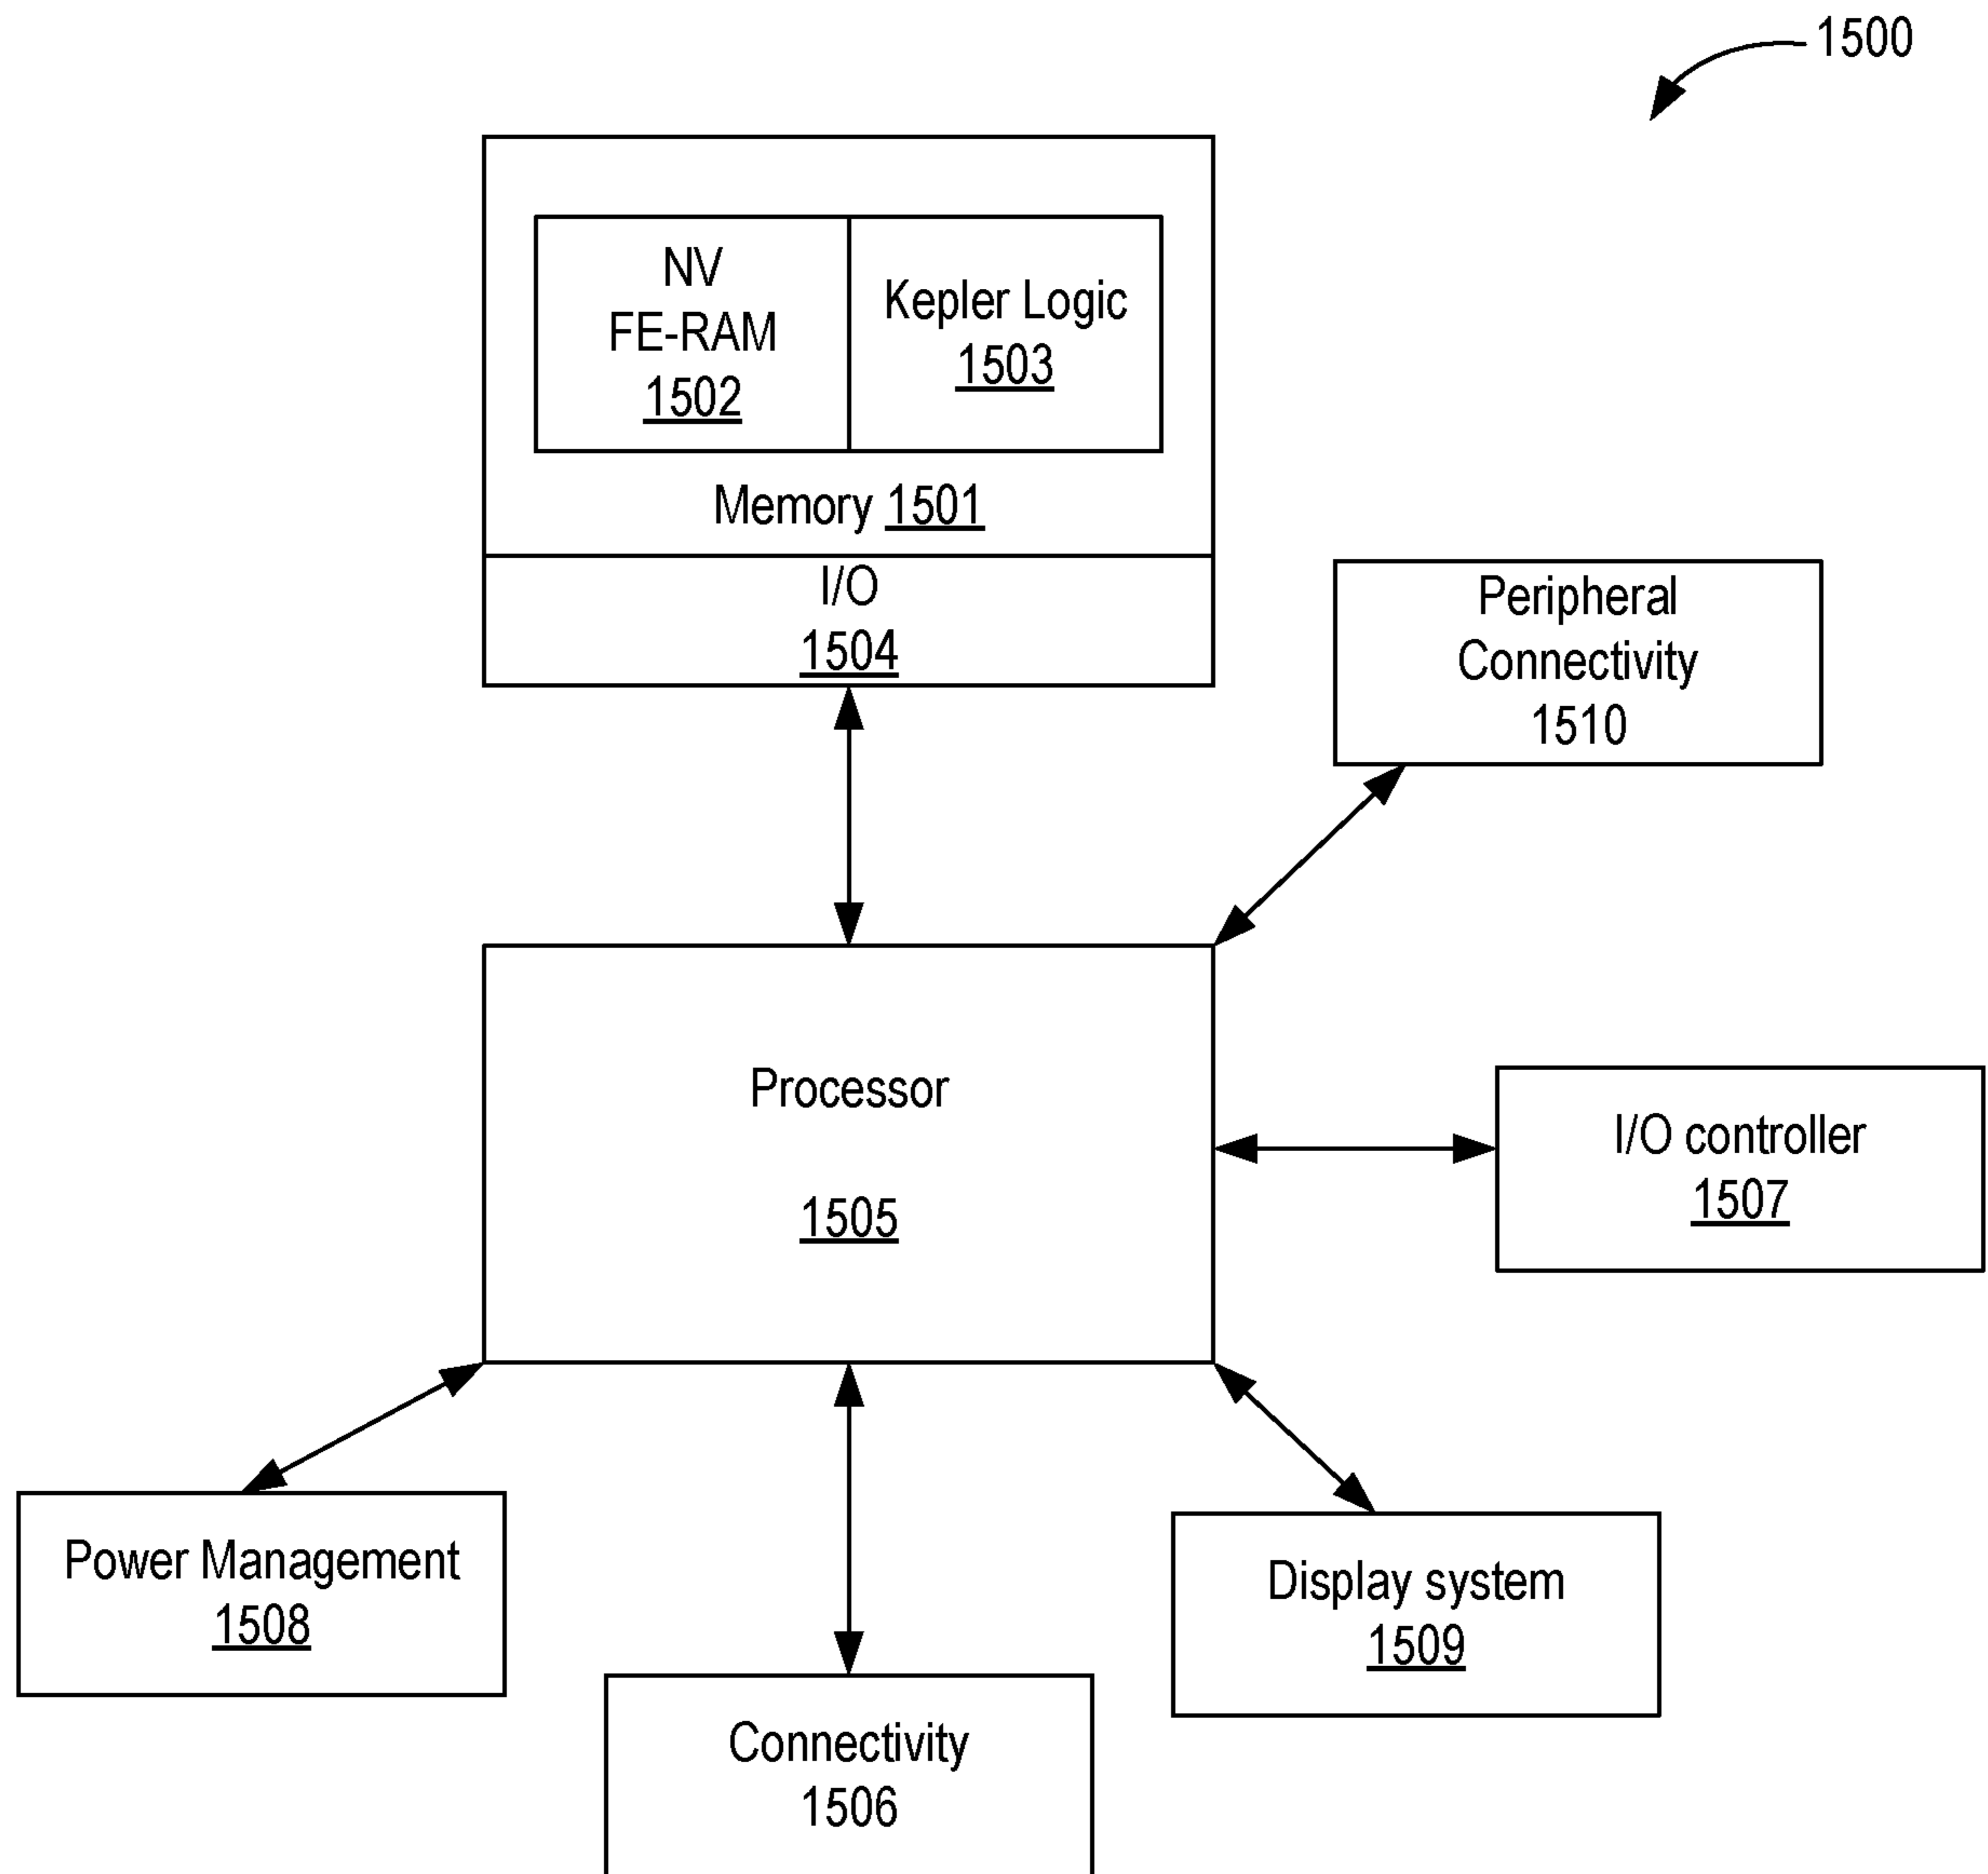 1500
NV
FE-RAM
1502
Kepler Logic
1503
Memory 1501
I/O
1504
Peripheral
Connectivity
1510
Processor
1505
I/O controller
1507
Power Management
1508
Display system
1509
Connectivity
1506